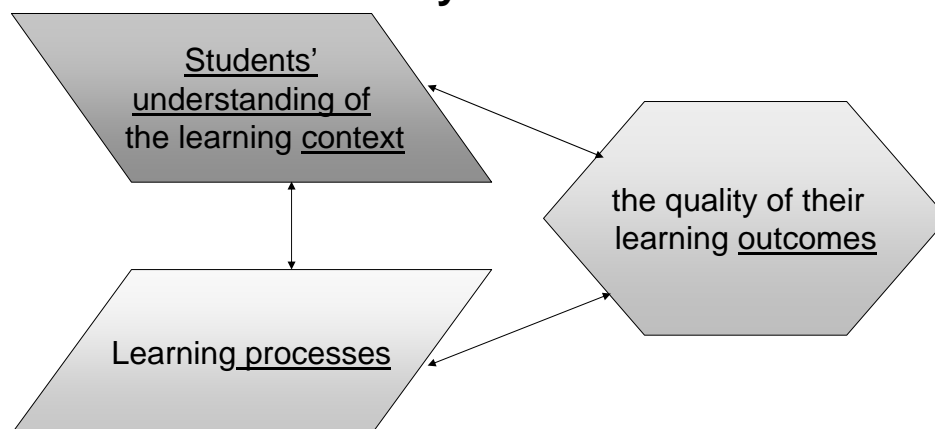 Students'
understanding of
the learning context
the quality of their
learning outcomes
Learning processes